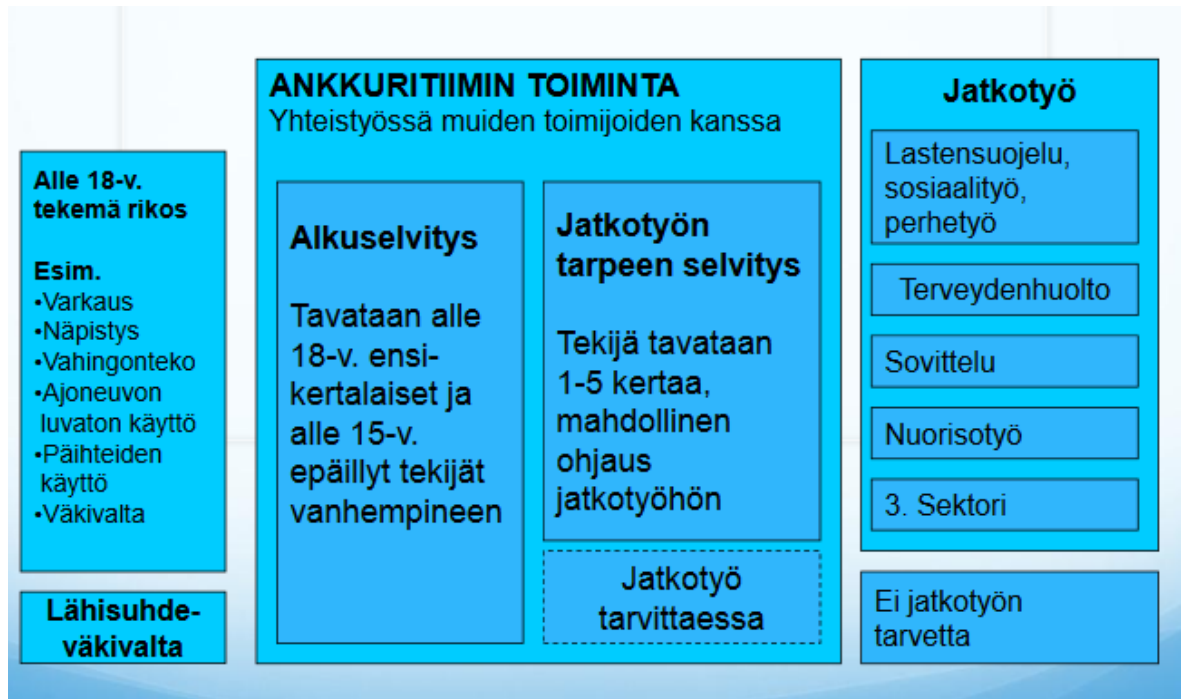 Alle 18-v.
tekemä rikos
Esim.
•Varkaus
•Näpistys
•Vahingonteko
•Ajoneuvon
luvaton käyttö
•Päihteiden
käyttö
•Väkivalta
Lähisuhde-
väkivalta
ANKKURITIIMIN TOIMINTA
Yhteistyössä muiden toimijoiden kanssa
Alkuselvitys
Tavataan alle
18-v. ensi-
kertalaiset ja
alle 15-v.
epäillyt tekijät
vanhempineen
Jatkotyön
tarpeen selvitys
Tekijä tavataan
1-5 kertaa,
mahdollinen
ohjaus
jatkotyöhön
Jatkotyö
tarvittaessa
Jatkotyö
Lastensuojelu,
sosiaalityö,
perhetyö
Terveydenhuolto
Sovittelu
Nuorisotyö
3. Sektori
Ei jatkotyön
tarvetta